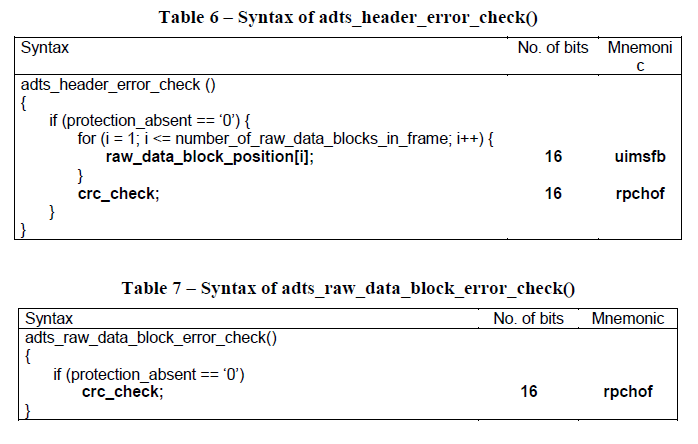 Table 6 – Syntax of adts_header_error_check()
Syntax No. of bits Mnemoni
c
adts_header_error_check ()
{
if (protection_absent == ‘0’) {
for (i = 1; i <= number_of_raw_data_blocks_in_frame; i++) {
raw_data_block_position[i]; 16 uimsfb
}
crc_check; 16 rpchof
}
}
Table 7 – Syntax of adts_raw_data_block_error_check()
Syntax No. of bits Mnemonic
adts_raw_data_block_error_check()
{
if (protection_absent == ‘0’)
crc_check; 16 rpchof
}